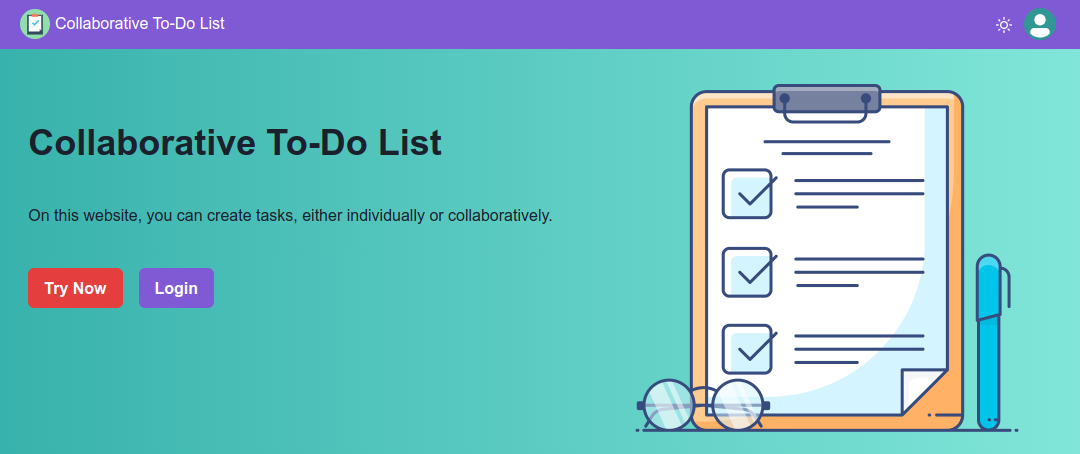 Collaborative To-Do List
Collaborative To-Do List
On this website, you can create tasks, either individually or collaboratively.
Try Now
Login